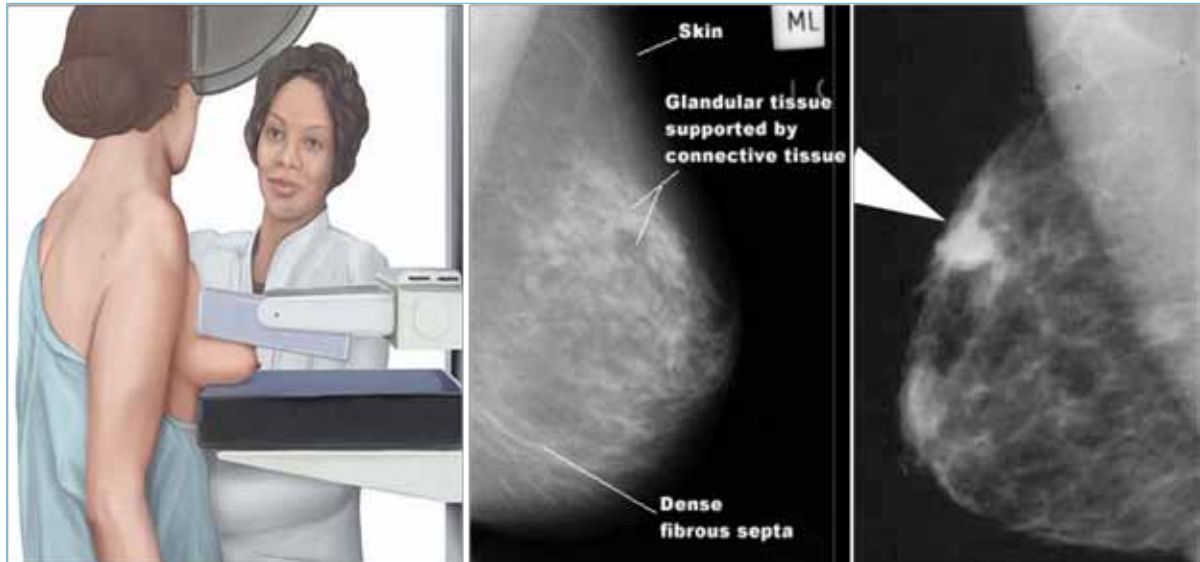 Skin
ML
Glandular tissue
supported by
connective tissue
Dense
fibrous septa